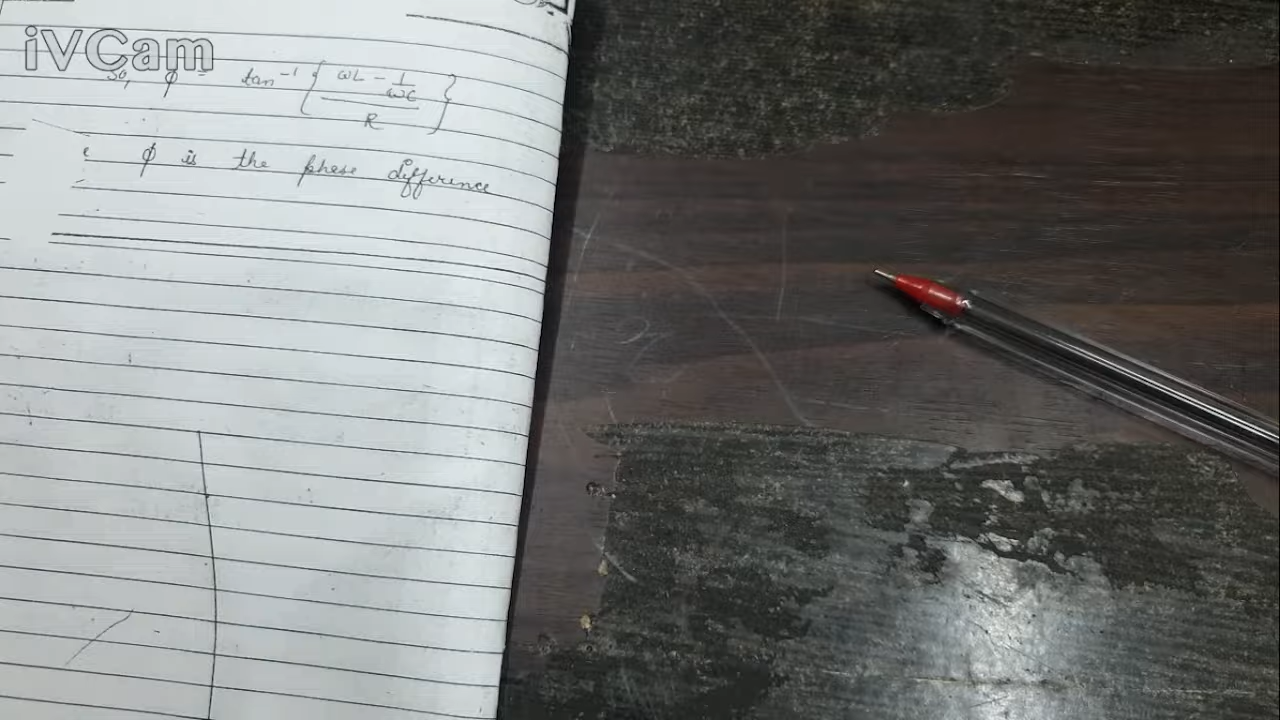 iVCam
So, ϕ = tan⁻¹ { (ωL - 1/ωC) / R }
ϕ is the phase difference